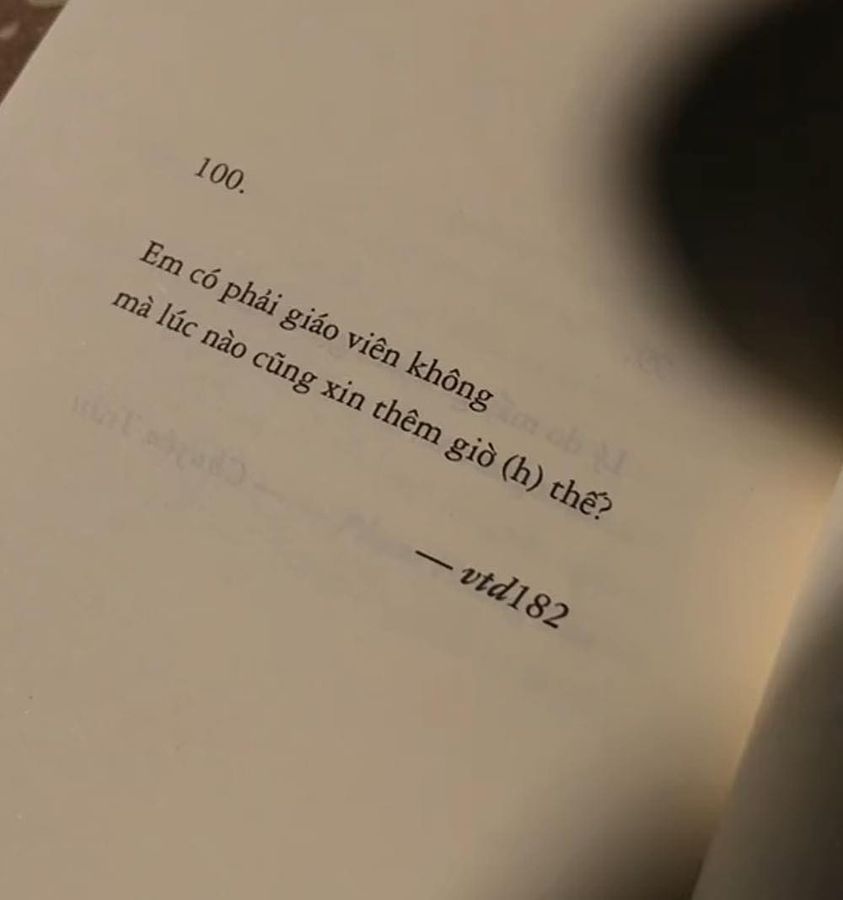 100.
Em có phải giáo viên không
mà lúc nào cũng xin thêm giờ (h) thế?
— vtd182